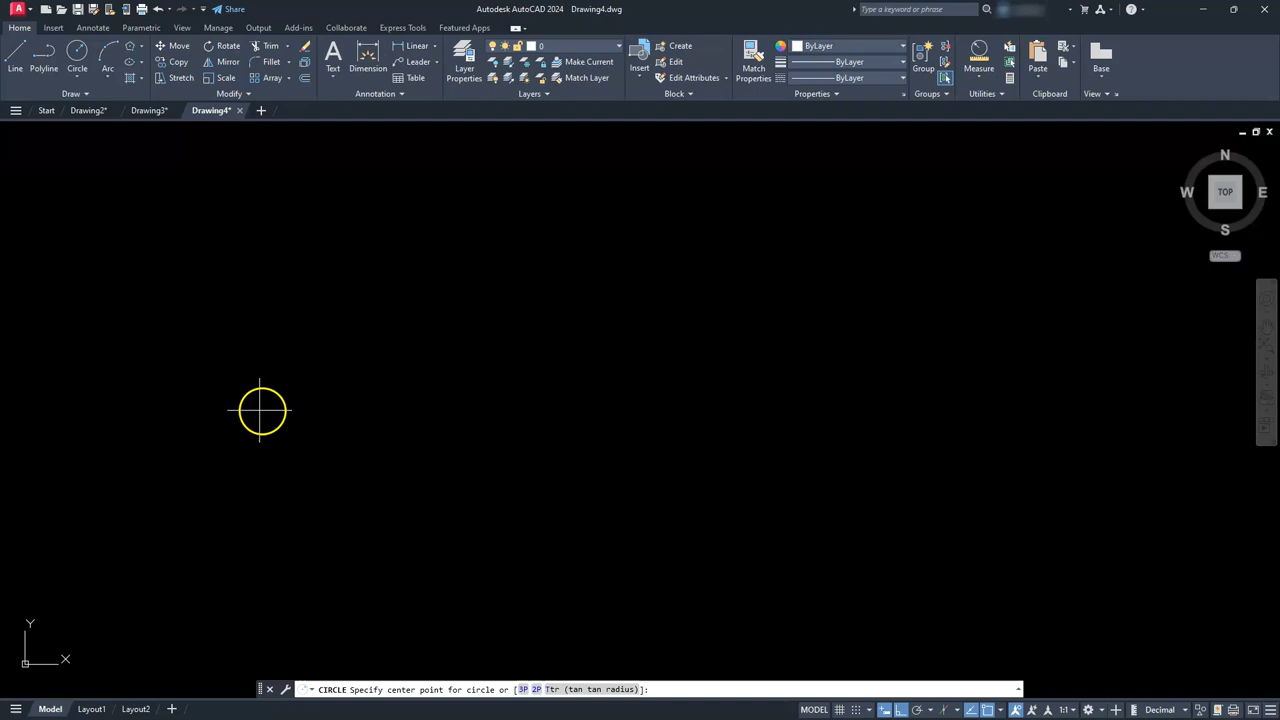 Share
Autodesk AutoCAD 2024 Drawing4.dwg
Type a keyword or phrase
Home Insert Annotate Parametric View Manage Output Add-ins Collaborate Express Tools Featured Apps
Line Polyline Circle Arc
Move Rotate Trim
Copy Mirror Fillet
Stretch Scale Array
Text Dimension
Linear
Leader
Table
Layer Properties
0
Make Current
Match Layer
Insert
Create
Edit
Edit Attributes
Match Properties
ByLayer
ByLayer
ByLayer
Group
Measure
Paste
Base
Draw Modify Annotation Layers Block Properties Groups Utilities Clipboard View
Start Drawing2* Drawing3* Drawing4*
N
W TOP E
S
WCS
Y
X
CIRCLE Specify center point for circle or [3P 2P Ttr (tan tan radius)]:
Model Layout1 Layout2
MODEL 1:1 Decimal